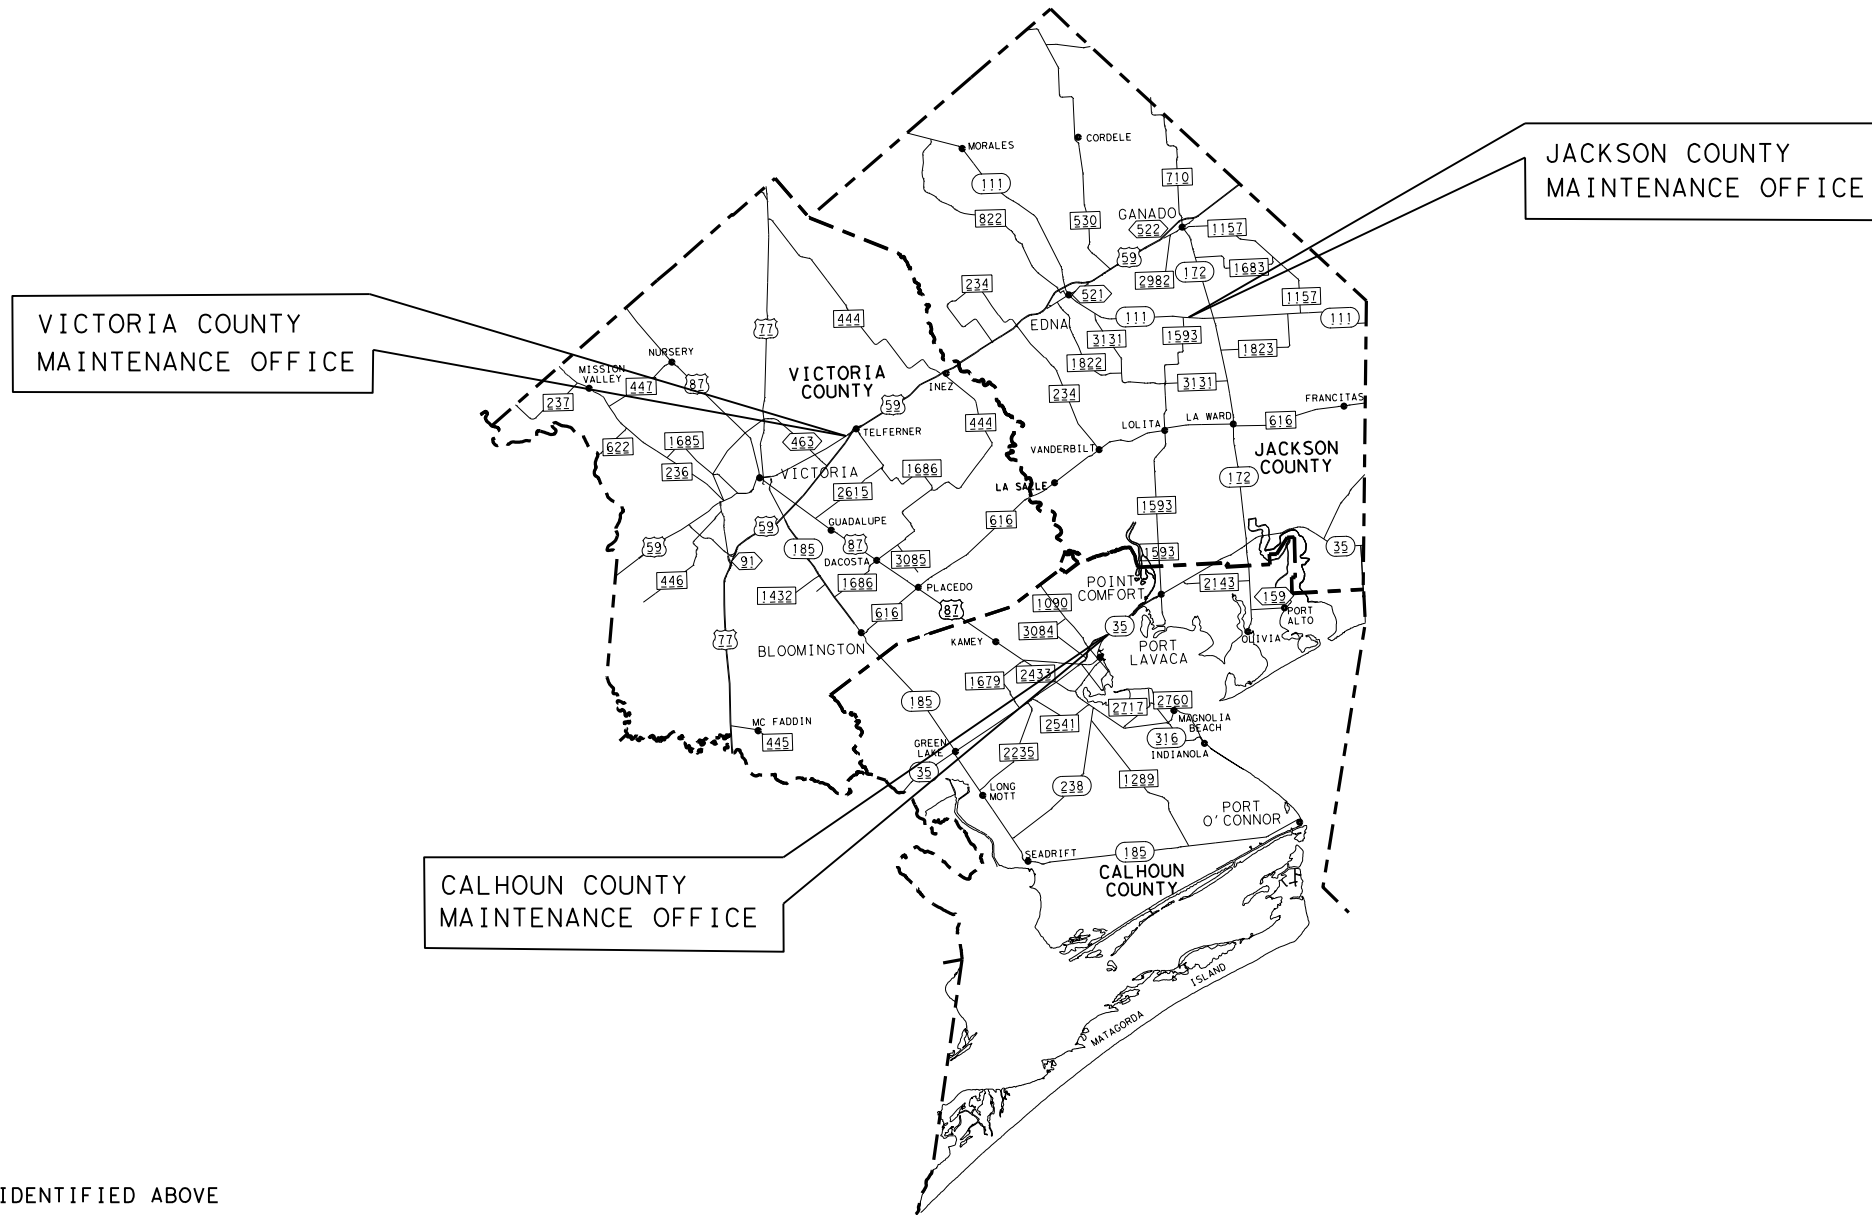 CORDELE
MORALES
JACKSON COUNTY
MAINTENANCE OFFICE
710
111
822
530
GANADO
522
1157
59
172
1683
2982
234
521
1157
VICTORIA COUNTY
MAINTENANCE OFFICE
77
444
EDNA
111
111
3131
1593
1823
1822
3131
NURSERY
MISSION
VALLEY
447
87
VICTORIA
COUNTY
INEZ
234
237
59
444
FRANCITAS
LA WARD
616
LOLITA
TELFERNER
463
622
1685
236
VICTORIA
1686
2615
VANDERBILT
JACKSON
COUNTY
LA SALLE
172
1593
616
GUADALUPE
59
59
185
87
DACOSTA
3085
91
446
1432
1686
PLACEDO
616
87
1593
35
POINT
COMFORT
2143
159
PORT
ALTO
1090
3084
35
OLIVIA
77
BLOOMINGTON
KAMEY
PORT
LAVACA
1679
2433
185
2717
2760
MAGNOLIA
BEACH
2541
316
INDIANOLA
MC FADDIN
445
GREEN
LAKE
35
2235
LONG
MOTT
238
1289
PORT
O'CONNOR
SEADRIFT
185
CALHOUN
COUNTY
CALHOUN COUNTY
MAINTENANCE OFFICE
MATAGORDA
ISLAND
IDENTIFIED ABOVE